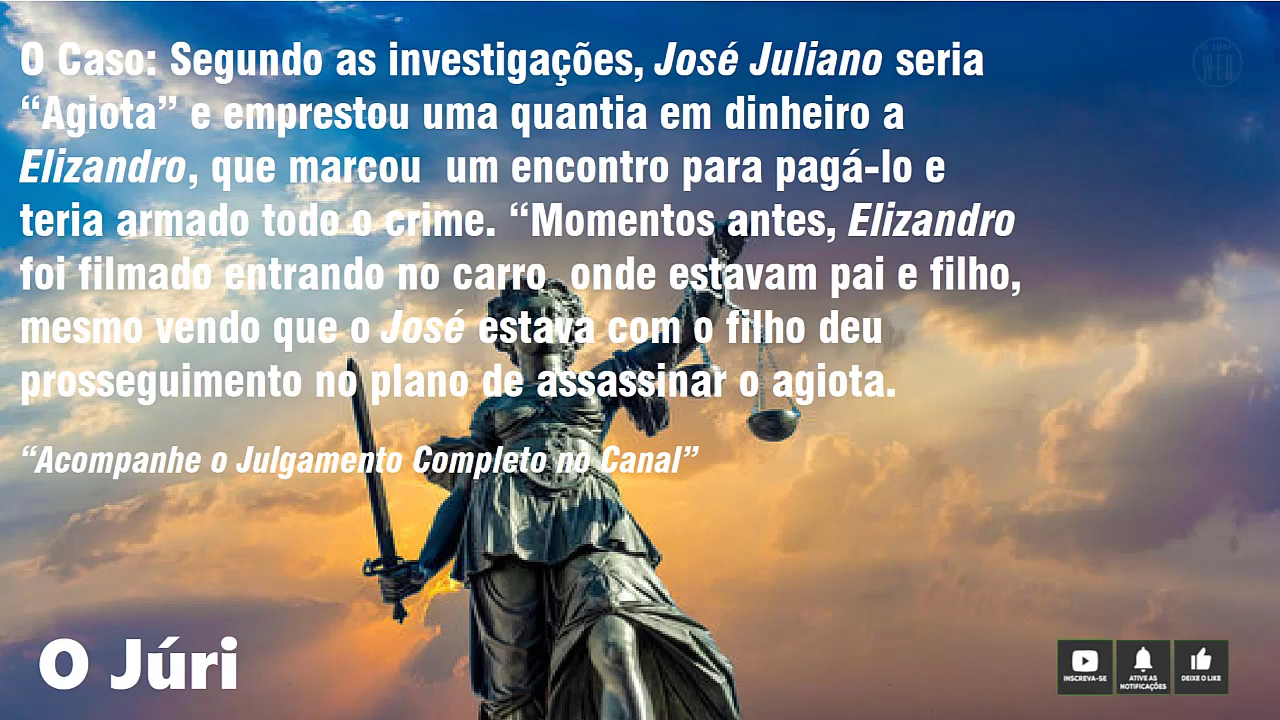 O Caso: Segundo as investigações, José Juliano seria
“Agiota” e emprestou uma quantia em dinheiro a
Elizandro, que marcou um encontro para pagá-lo e
teria armado todo o crime. “Momentos antes, Elizandro
foi filmado entrando no carro onde estavam pai e filho,
mesmo vendo que o José estava com o filho deu
prosseguimento no plano de assassinar o agiota.
“Acompanhe o Julgamento Completo no Canal”
O Júri
INSCREVA-SE
ATIVE AS
NOTIFICAÇÕES
DEIXE O LIKE